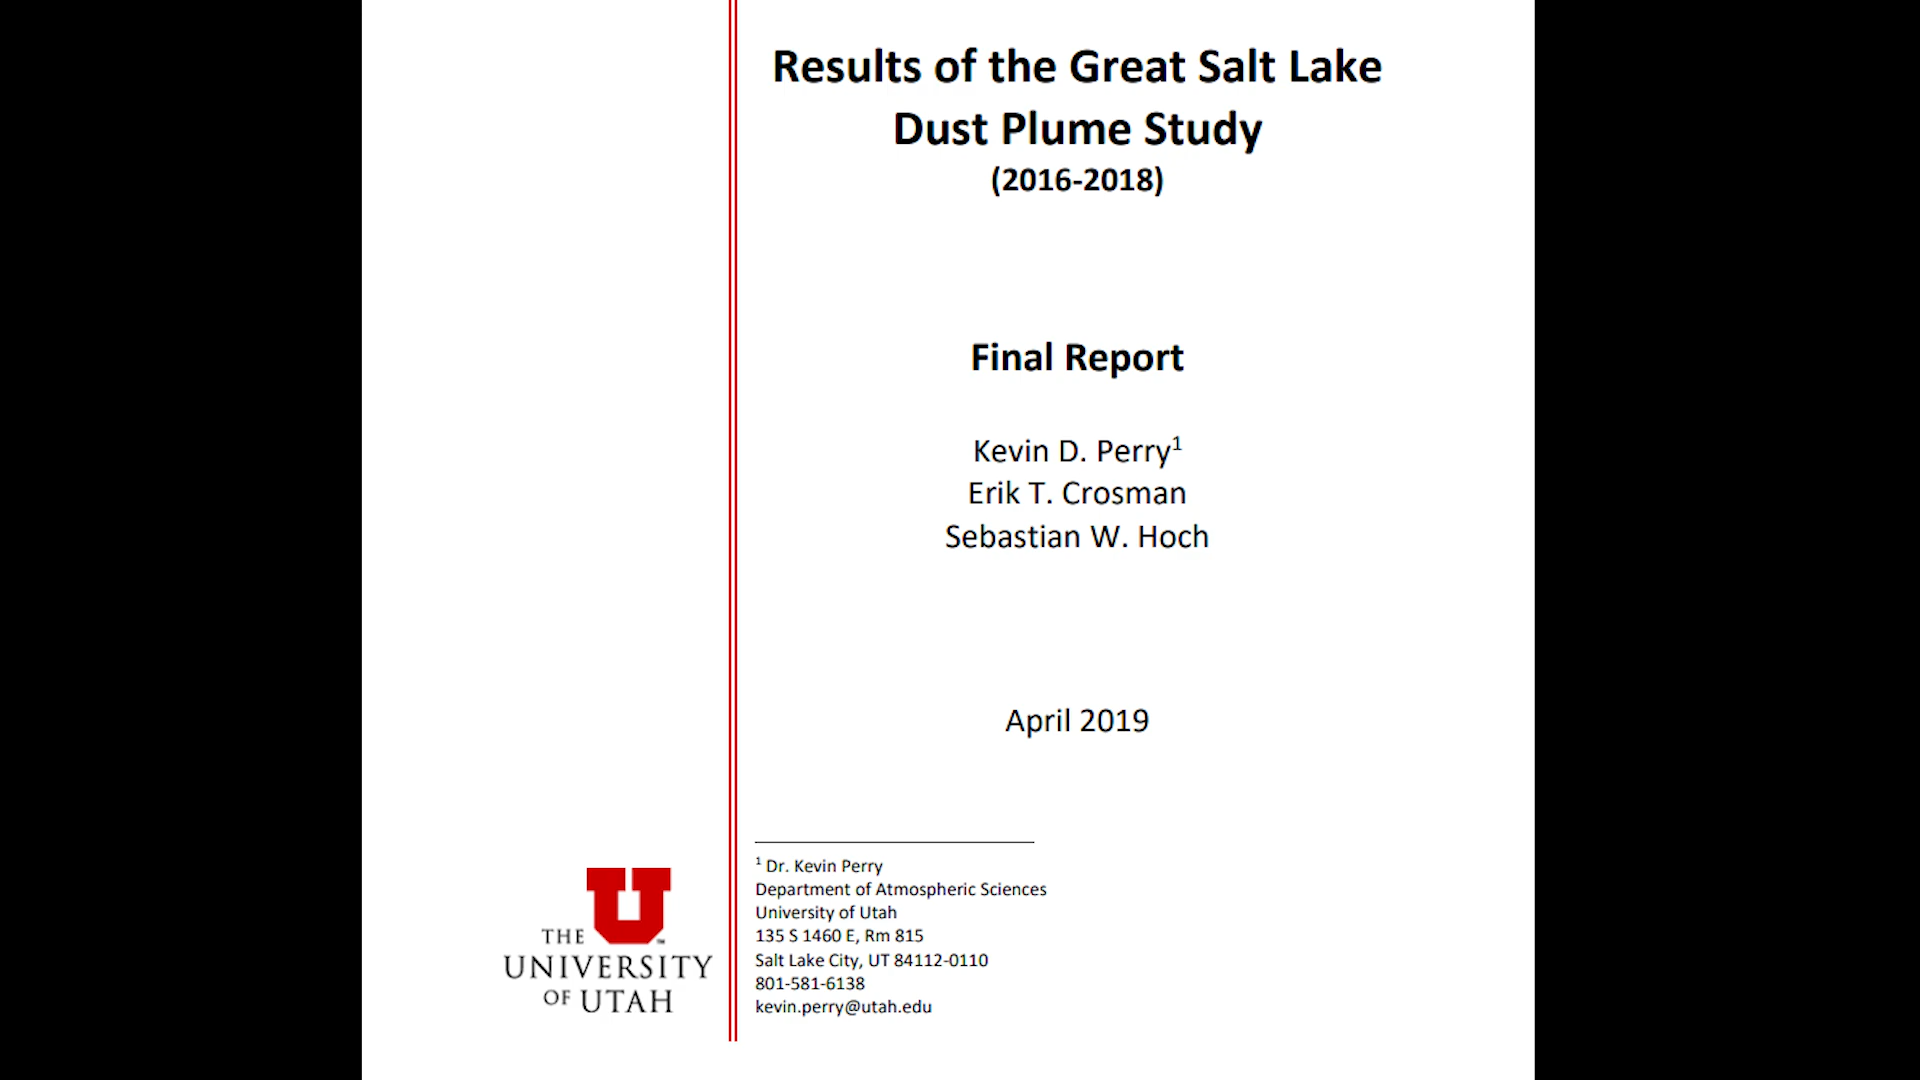 Results of the Great Salt Lake
Dust Plume Study
(2016-2018)
Final Report
Kevin D. Perry¹
Erik T. Crosman
Sebastian W. Hoch
April 2019
¹ Dr. Kevin Perry
Department of Atmospheric Sciences
University of Utah
135 S 1460 E, Rm 815
Salt Lake City, UT 84112-0110
801-581-6138
kevin.perry@utah.edu
U
THE ™
UNIVERSITY
OF UTAH